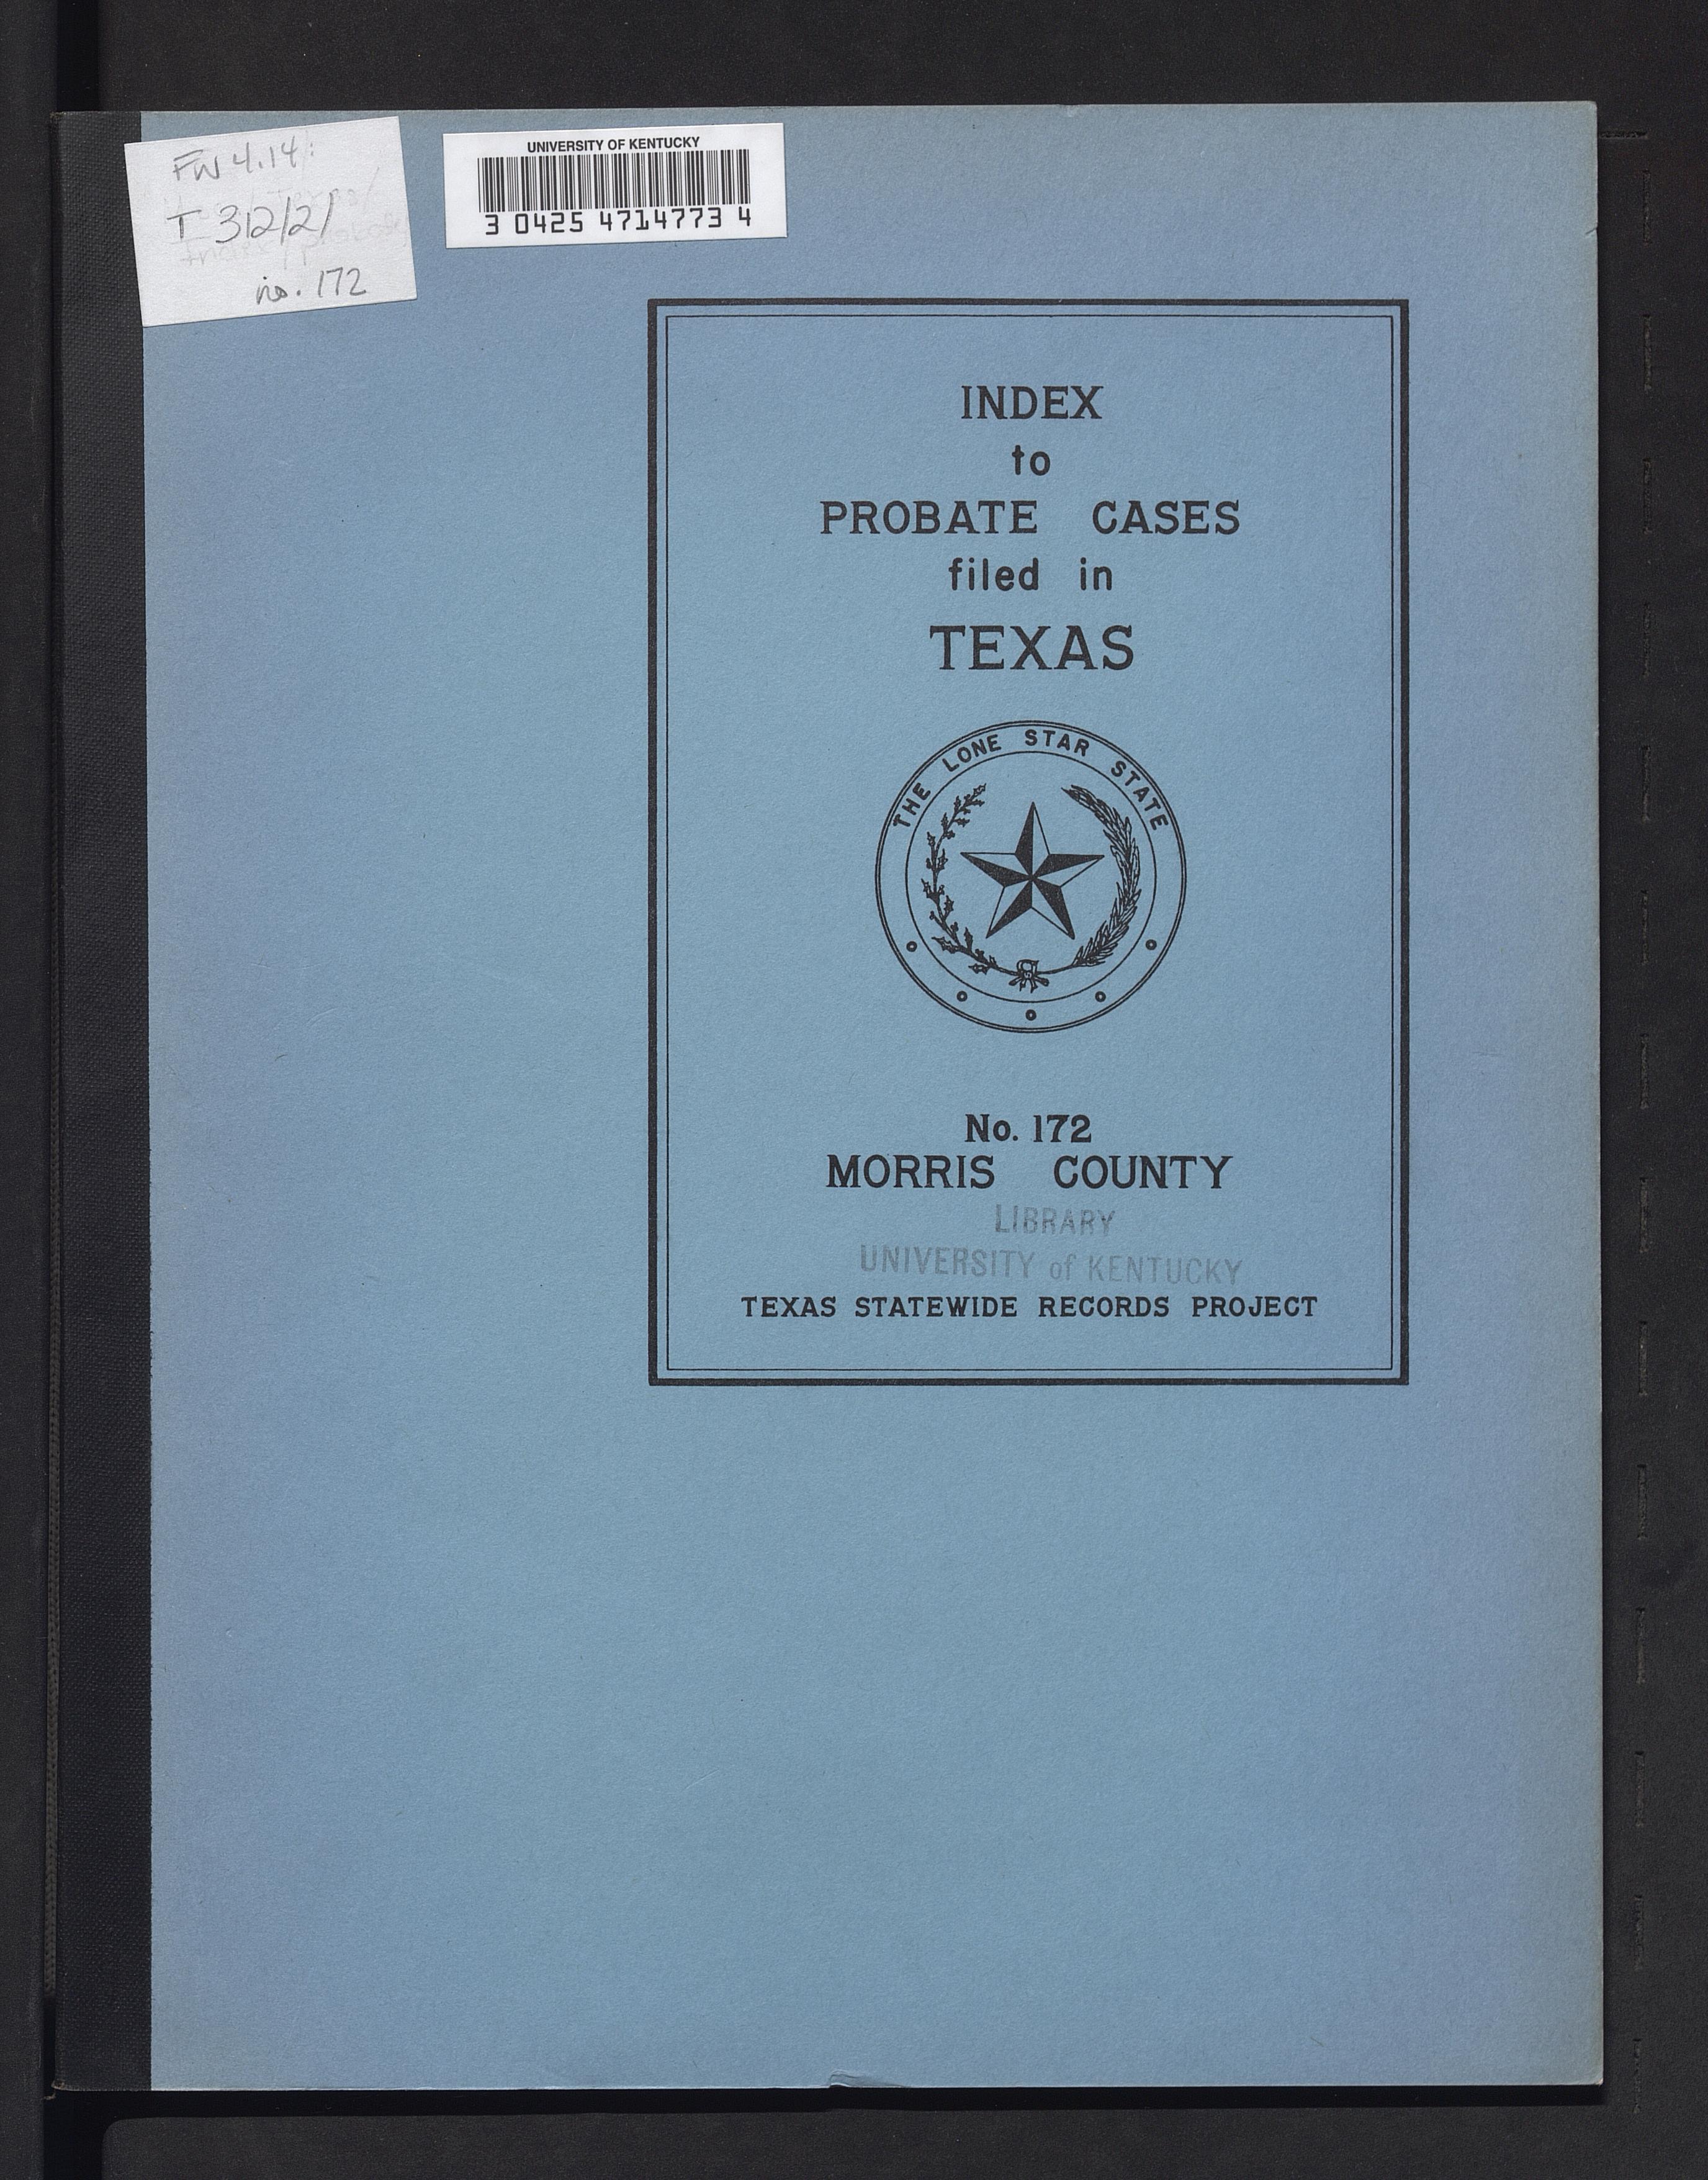 FW 4.14:
T 312/2/
no. 172
UNIVERSITY OF KENTUCKY
3 0425 4714773 4
INDEX
to
PROBATE CASES
filed in
TEXAS
THE LONE STAR STATE
No. 172
MORRIS COUNTY
LIBRARY
UNIVERSITY of KENTUCKY
TEXAS STATEWIDE RECORDS PROJECT